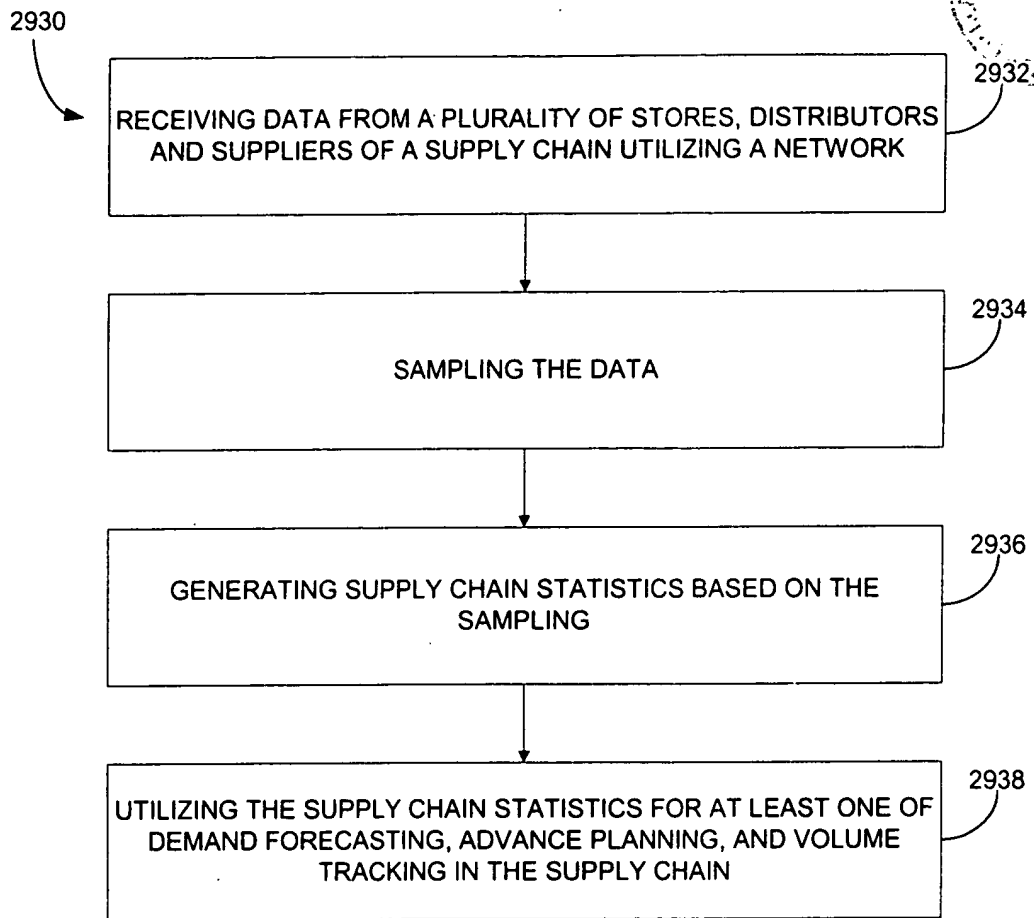 2930
2932
RECEIVING DATA FROM A PLURALITY OF STORES, DISTRIBUTORS
AND SUPPLIERS OF A SUPPLY CHAIN UTILIZING A NETWORK
2934
SAMPLING THE DATA
2936
GENERATING SUPPLY CHAIN STATISTICS BASED ON THE
SAMPLING
2938
UTILIZING THE SUPPLY CHAIN STATISTICS FOR AT LEAST ONE OF
DEMAND FORECASTING, ADVANCE PLANNING, AND VOLUME
TRACKING IN THE SUPPLY CHAIN